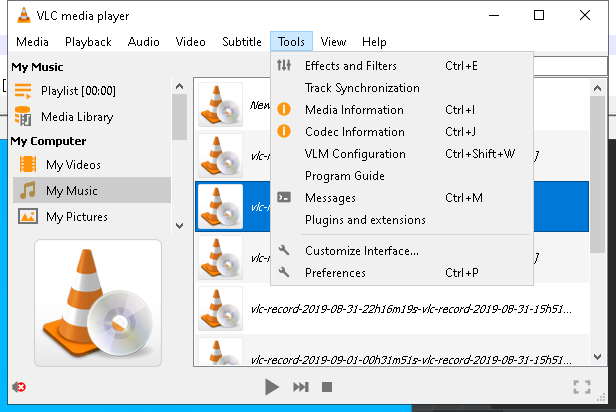 VLC media player
Media Playback Audio Video Subtitle Tools View Help
My Music
Playlist [00:00]
Media Library
My Computer
My Videos
My Music
My Pictures
Effects and Filters Ctrl+E
Track Synchronization
Media Information Ctrl+I
Codec Information Ctrl+J
VLM Configuration Ctrl+Shift+W
Program Guide
Messages Ctrl+M
Plugins and extensions
Customize Interface...
Preferences Ctrl+P
New
vlc-r
vlc-r
vlc-r
vlc-record-2019-08-31-22h16m19s-vlc-record-2019-08-31-15h51...
vlc-record-2019-09-01-00h31m51s-vlc-record-2019-08-31-15h51...